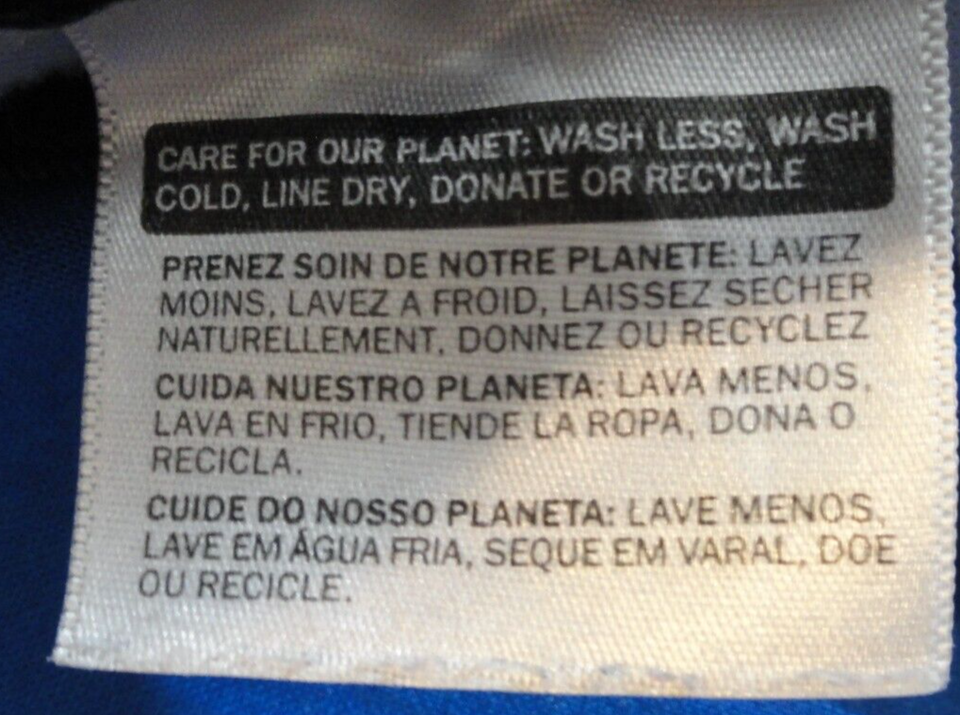 CARE FOR OUR PLANET: WASH LESS, WASH
COLD, LINE DRY, DONATE OR RECYCLE
PRENEZ SOIN DE NOTRE PLANETE: LAVEZ
MOINS, LAVEZ A FROID, LAISSEZ SECHER
NATURELLEMENT, DONNEZ OU RECYCLEZ
CUIDA NUESTRO PLANETA: LAVA MENOS,
LAVA EN FRIO, TIENDE LA ROPA, DONA O
RECICLA.
CUIDE DO NOSSO PLANETA: LAVE MENOS,
LAVE EM ÁGUA FRIA, SEQUE EM VARAL, DOE
OU RECICLE.